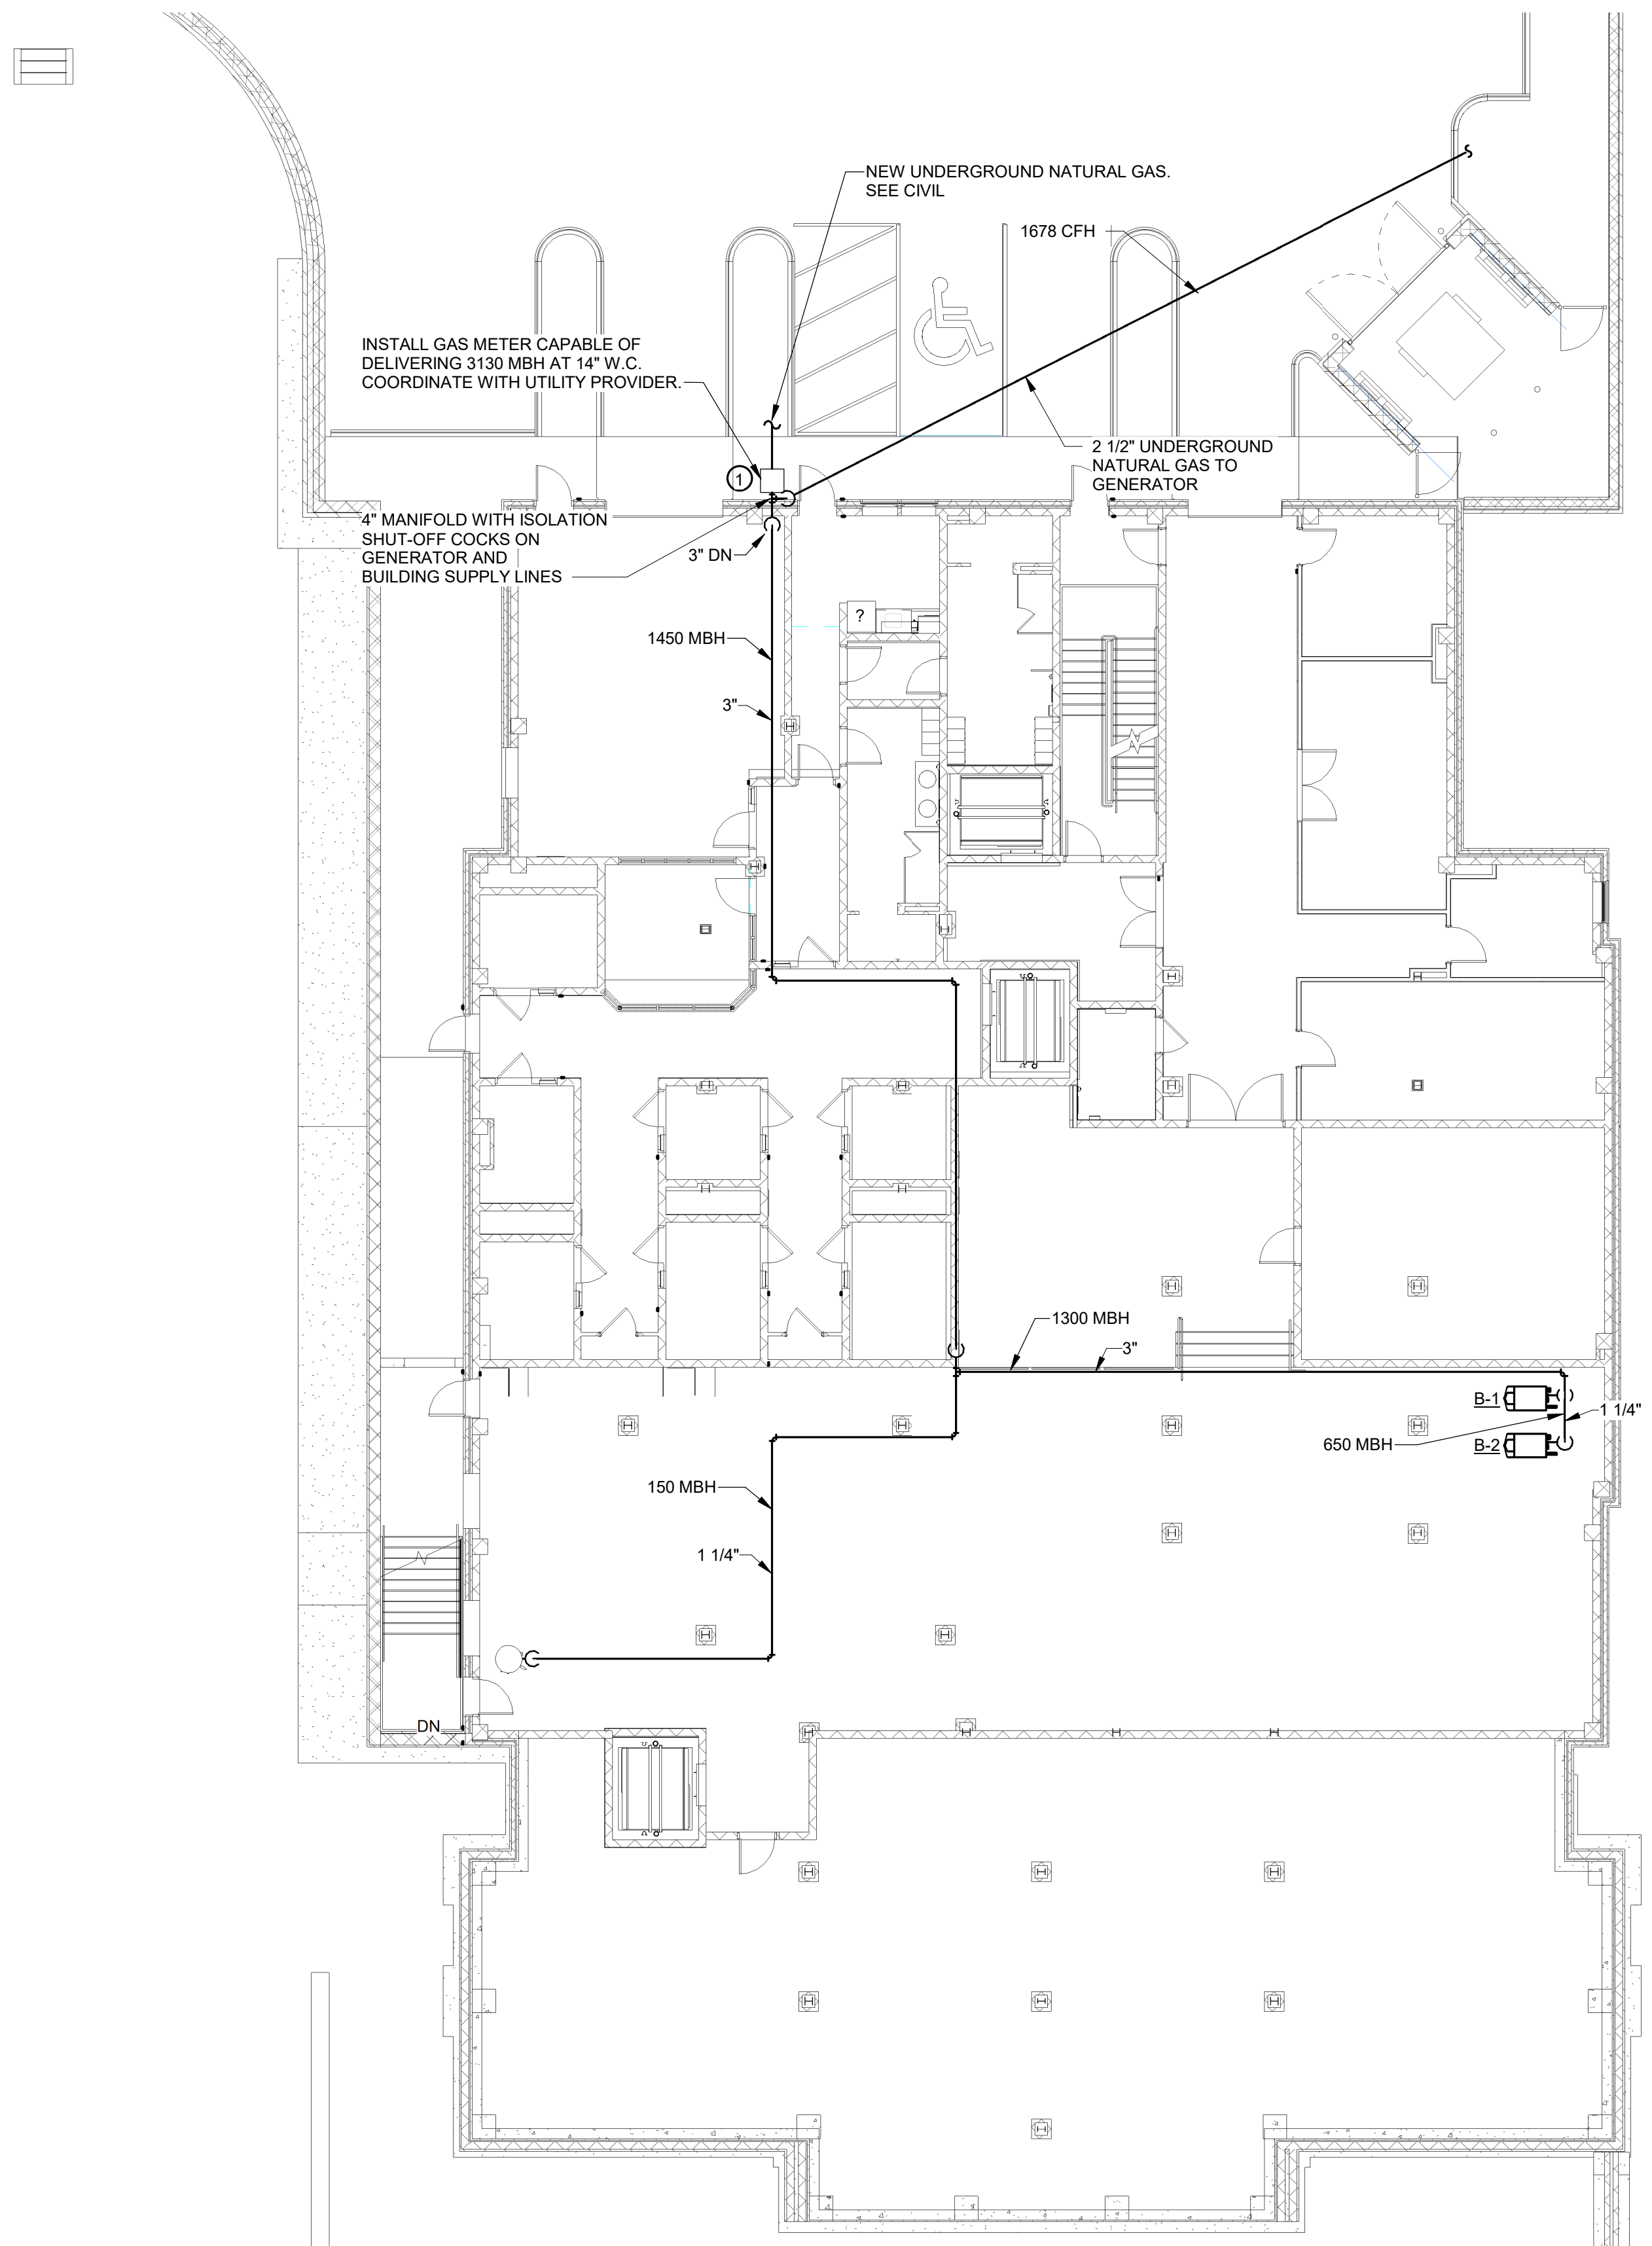 NEW UNDERGROUND NATURAL GAS.
SEE CIVIL
1678 CFH
INSTALL GAS METER CAPABLE OF
DELIVERING 3130 MBH AT 14" W.C.
COORDINATE WITH UTILITY PROVIDER.
2 1/2" UNDERGROUND
NATURAL GAS TO
GENERATOR
1
4" MANIFOLD WITH ISOLATION
SHUT-OFF COCKS ON
GENERATOR AND
BUILDING SUPPLY LINES
3" DN
?
1450 MBH
3"
1300 MBH
3"
B-1
1 1/4"
650 MBH
B-2
150 MBH
1 1/4"
DN